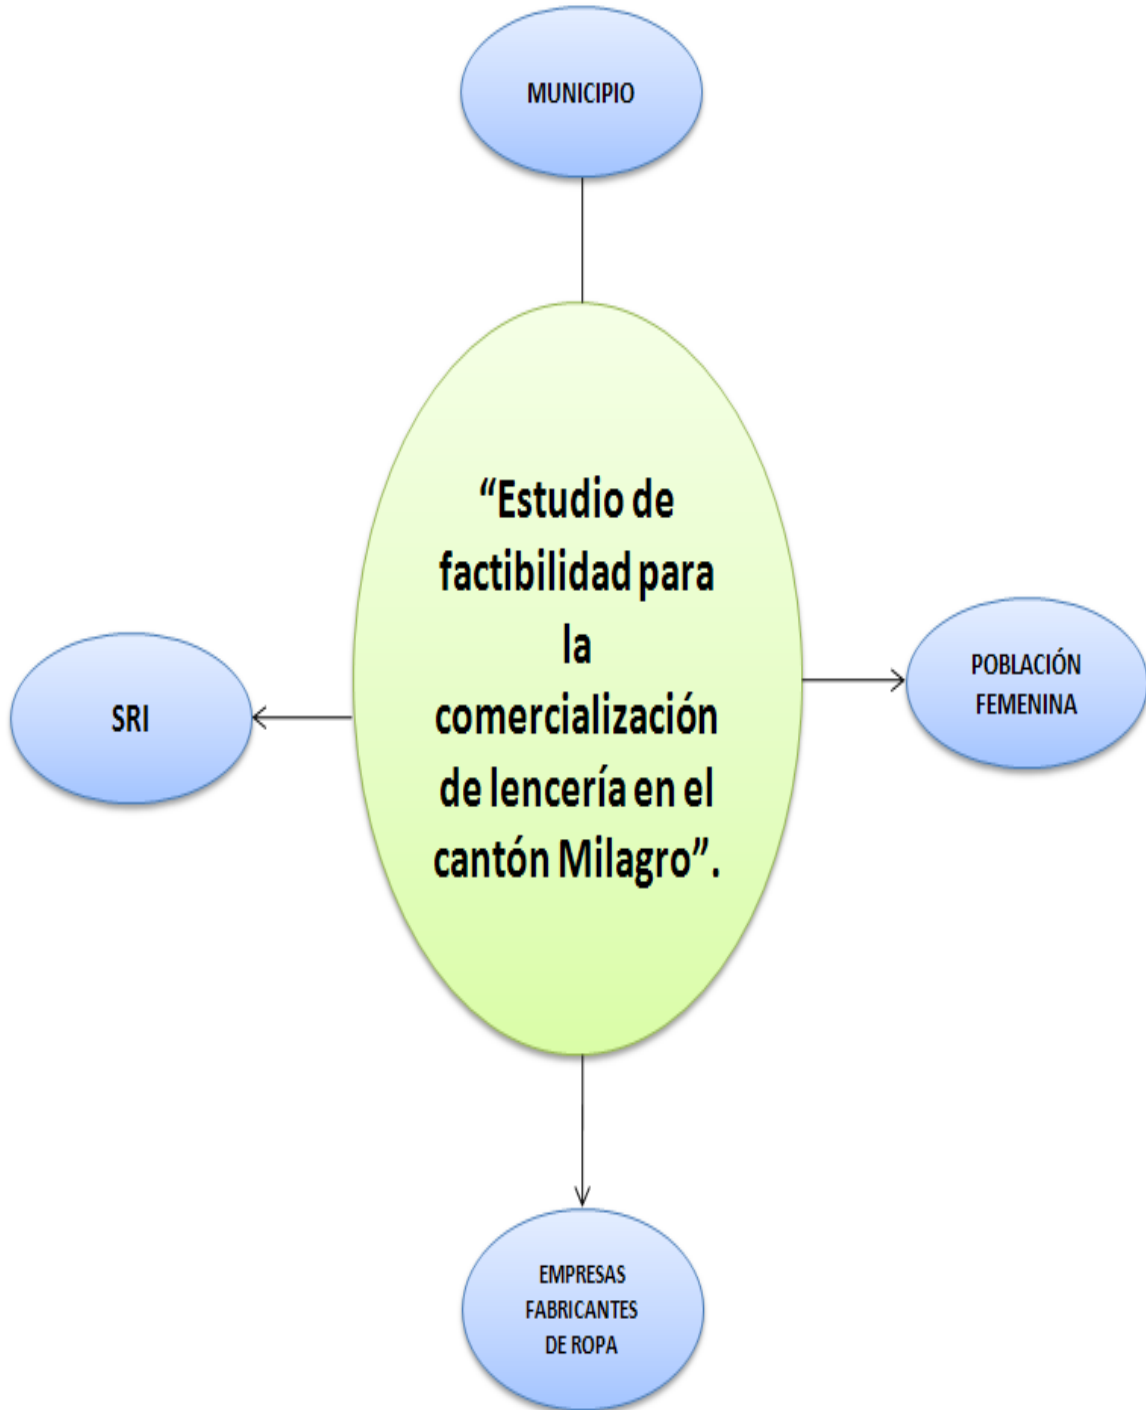 MUNICIPIO
“Estudio de
factibilidad para
la
comercialización
de lencería en el
cantón Milagro”.
SRI
POBLACIÓN
FEMENINA
EMPRESAS
FABRICANTES
DE ROPA